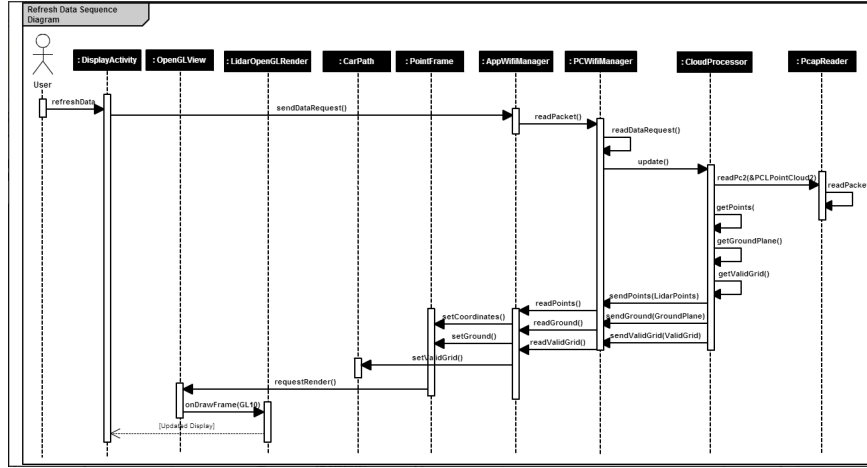 Refresh Data Sequence
Diagram
: DisplayActivity
: OpenGLView
: LidarOpenGLRender
: CarPath
: PointFrame
: AppWifiManager
: PCWifiManager
: CloudProcessor
: PcapReader
User
refreshData
sendDataRequest()
readPacket()
readDataRequest()
update()
readPc2(&PCLPointCloud2)
readPacke
getPoints(
getGroundPlane()
getValidGrid()
sendPoints(LidarPoints)
readPoints()
setCoordinates()
sendGround(GroundPlane)
readGround()
setGround()
sendValidGrid(ValidGrid)
readValidGrid()
setValidGrid()
requestRender()
onDrawFrame(GL10)
[Updated Display]